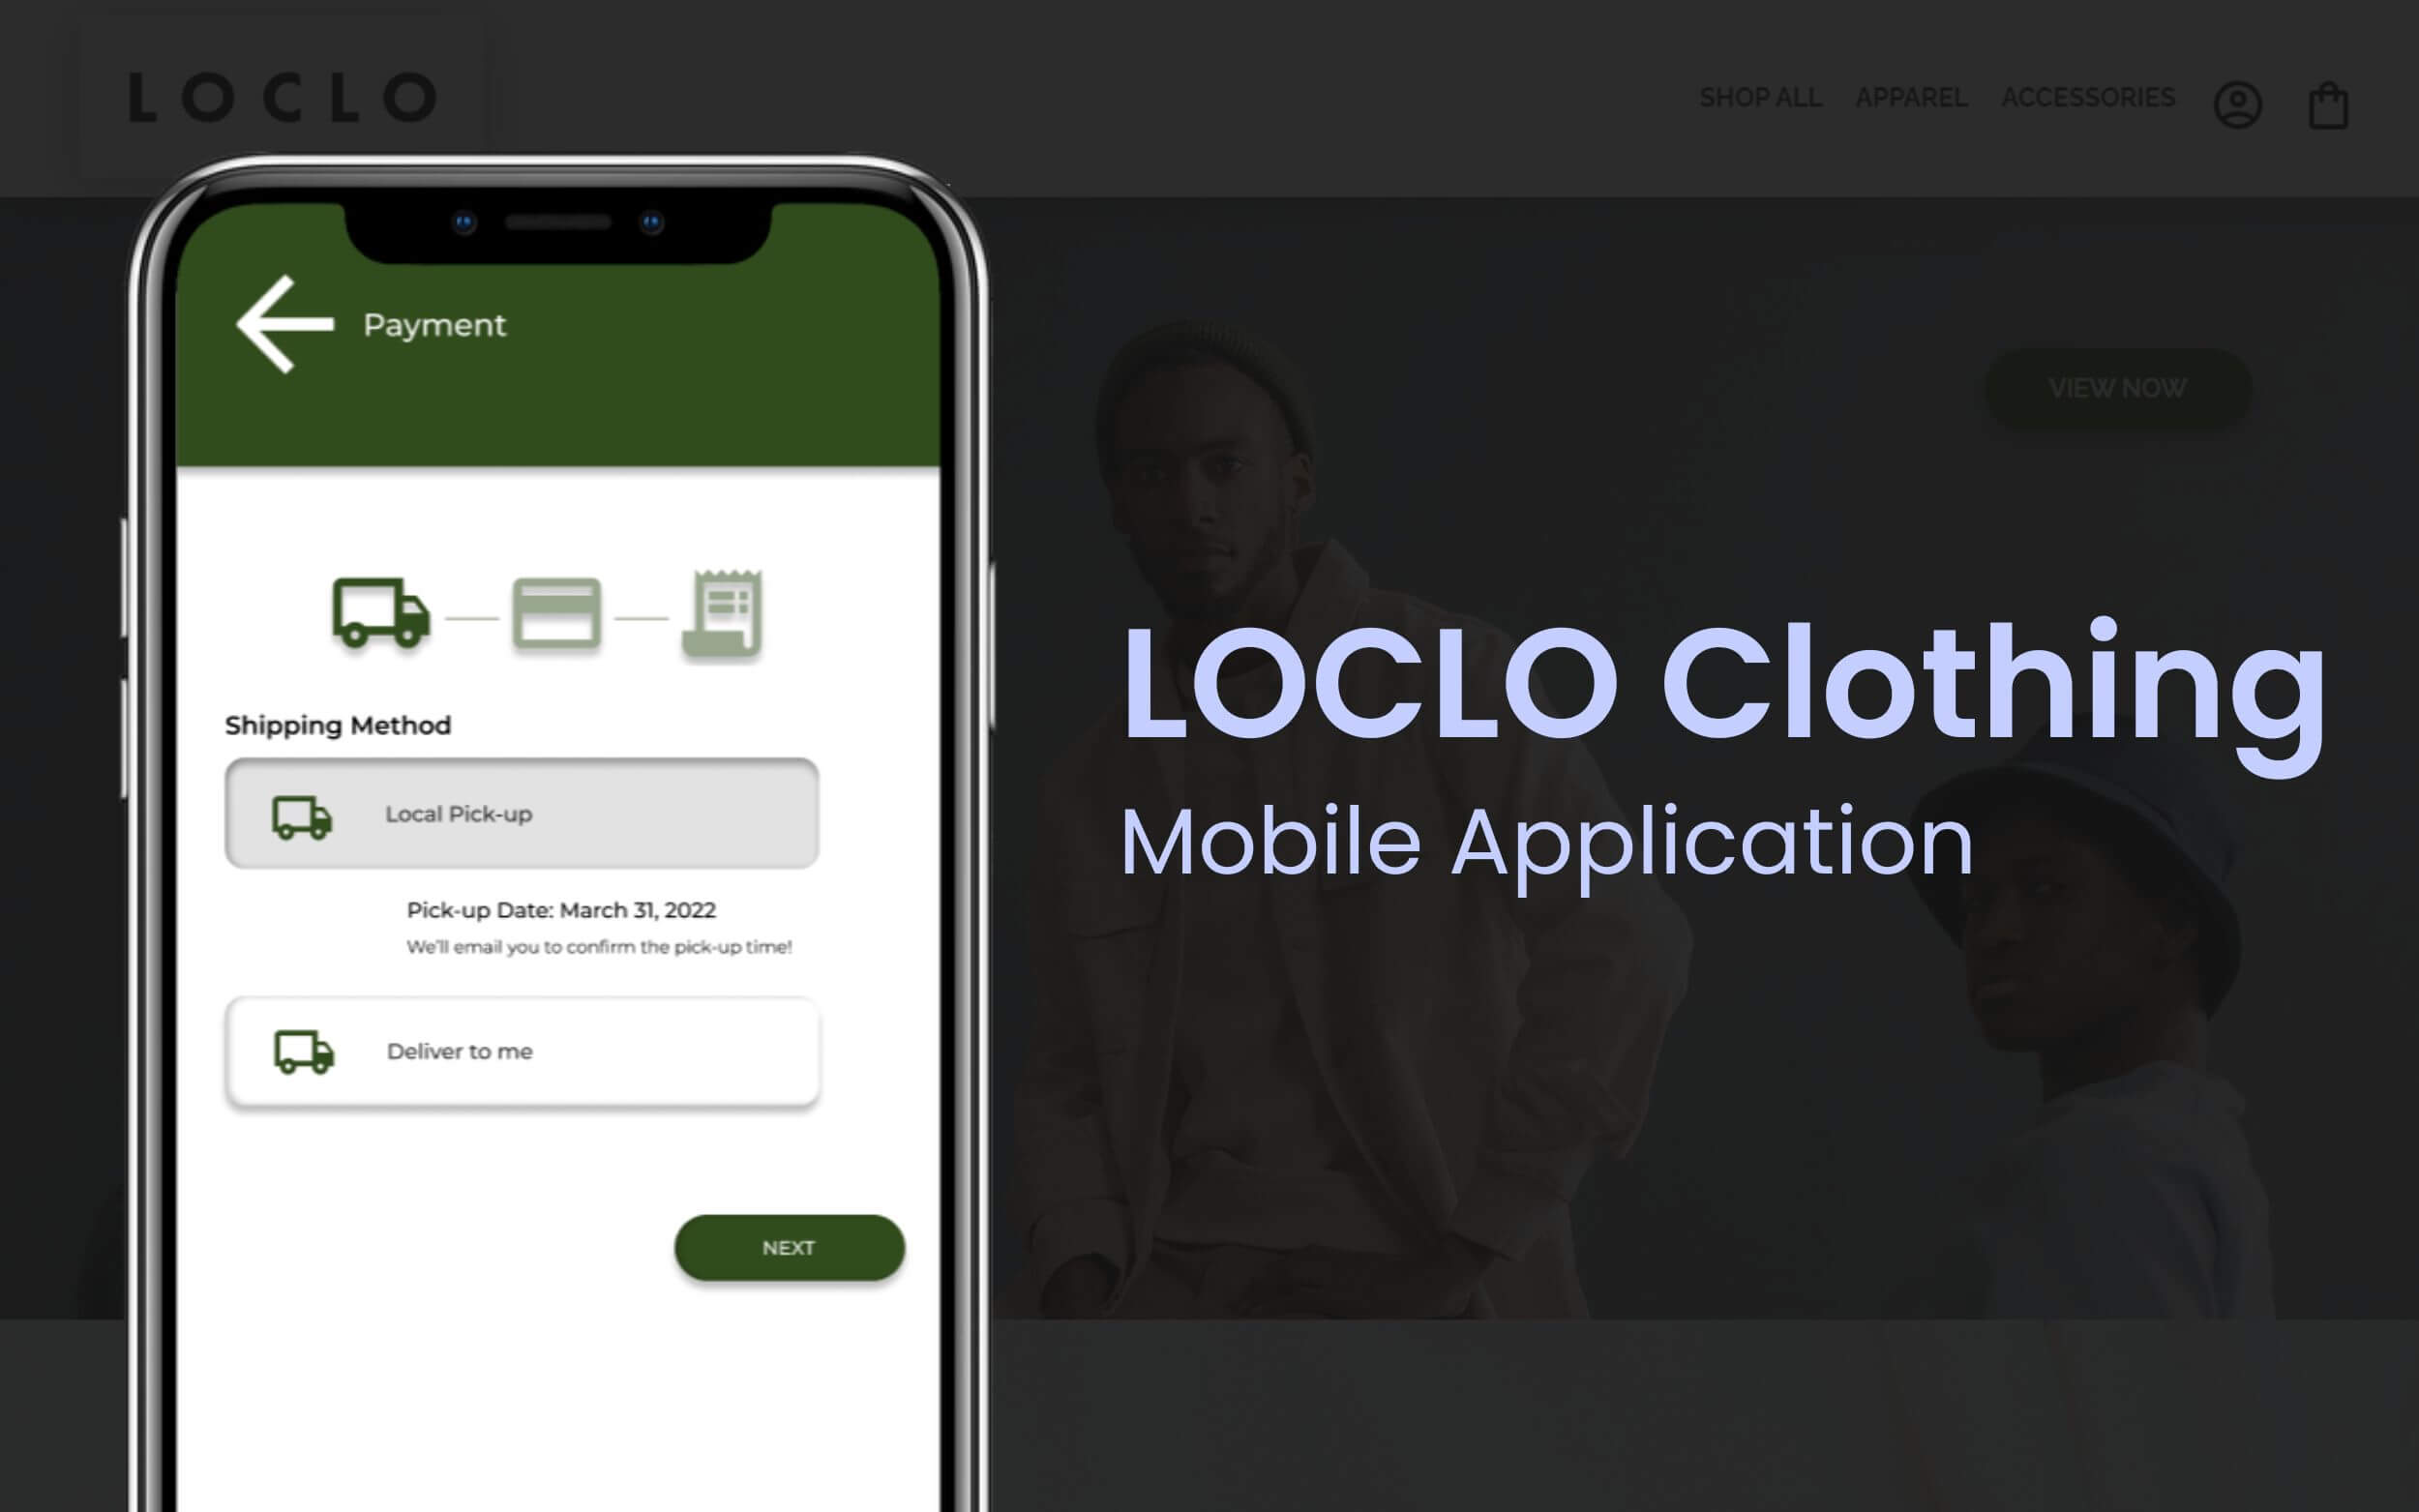 LOCLO
SHOP ALL APPAREL ACCESSORIES
VIEW NOW
Payment
Shipping Method
Local Pick-up
Pick-up Date: March 31, 2022
We'll email you to confirm the pick-up time!
Deliver to me
NEXT
LOCLO Clothing
Mobile Application